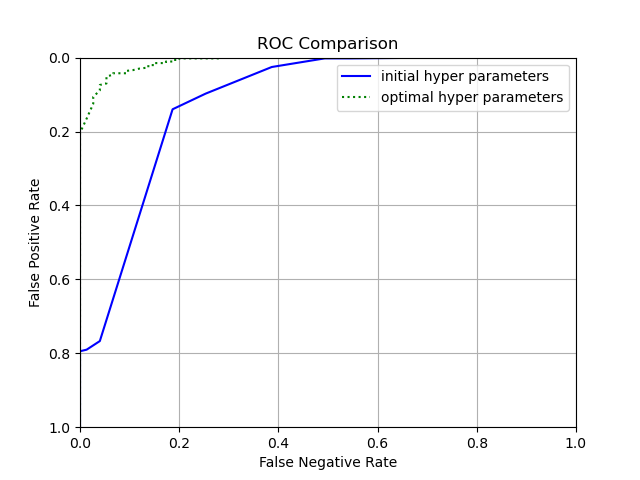 ROC Comparison
initial hyper parameters
optimal hyper parameters
False Positive Rate
0.0
0.2
0.4
0.6
0.8
1.0
0.0 0.2 0.4 0.6 0.8 1.0
False Negative Rate